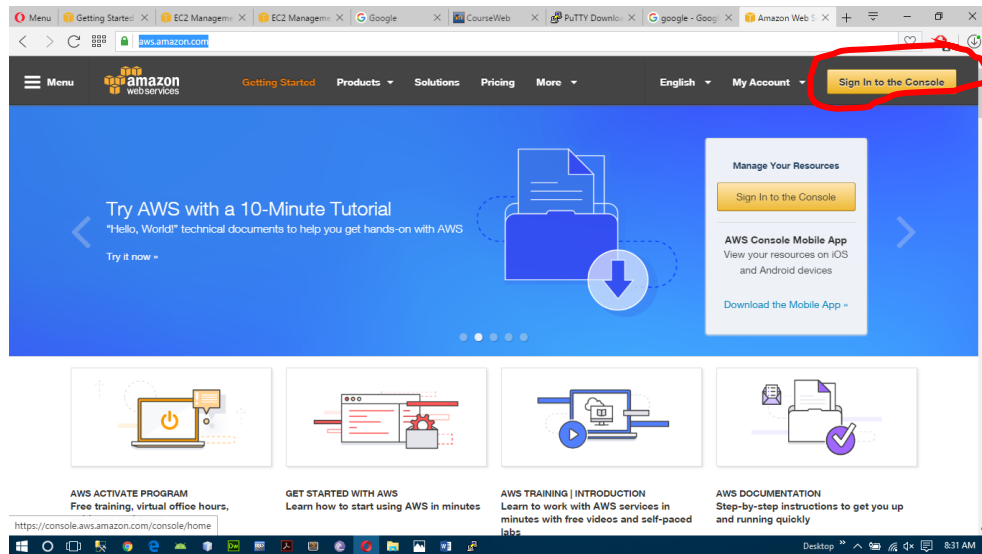 Menu
Getting Started
EC2 Manageme
EC2 Manageme
Google
CourseWeb
PuTTY Downloa
google - Googl
Amazon Web S
aws.amazon.com
Menu
amazon
webservices
Getting Started
Products
Solutions
Pricing
More
English
My Account
Sign In to the Console
Try AWS with a 10-Minute Tutorial
"Hello, World!" technical documents to help you get hands-on with AWS
Try it now »
Manage Your Resources
Sign In to the Console
AWS Console Mobile App
View your resources on iOS
and Android devices
Download the Mobile App »
AWS ACTIVATE PROGRAM
Free training, virtual office hours,
GET STARTED WITH AWS
Learn how to start using AWS in minutes
AWS TRAINING | INTRODUCTION
Learn to work with AWS services in
minutes with free videos and self-paced
labs
AWS DOCUMENTATION
Step-by-step instructions to get you up
and running quickly
https://console.aws.amazon.com/console/home
Desktop
8:31 AM